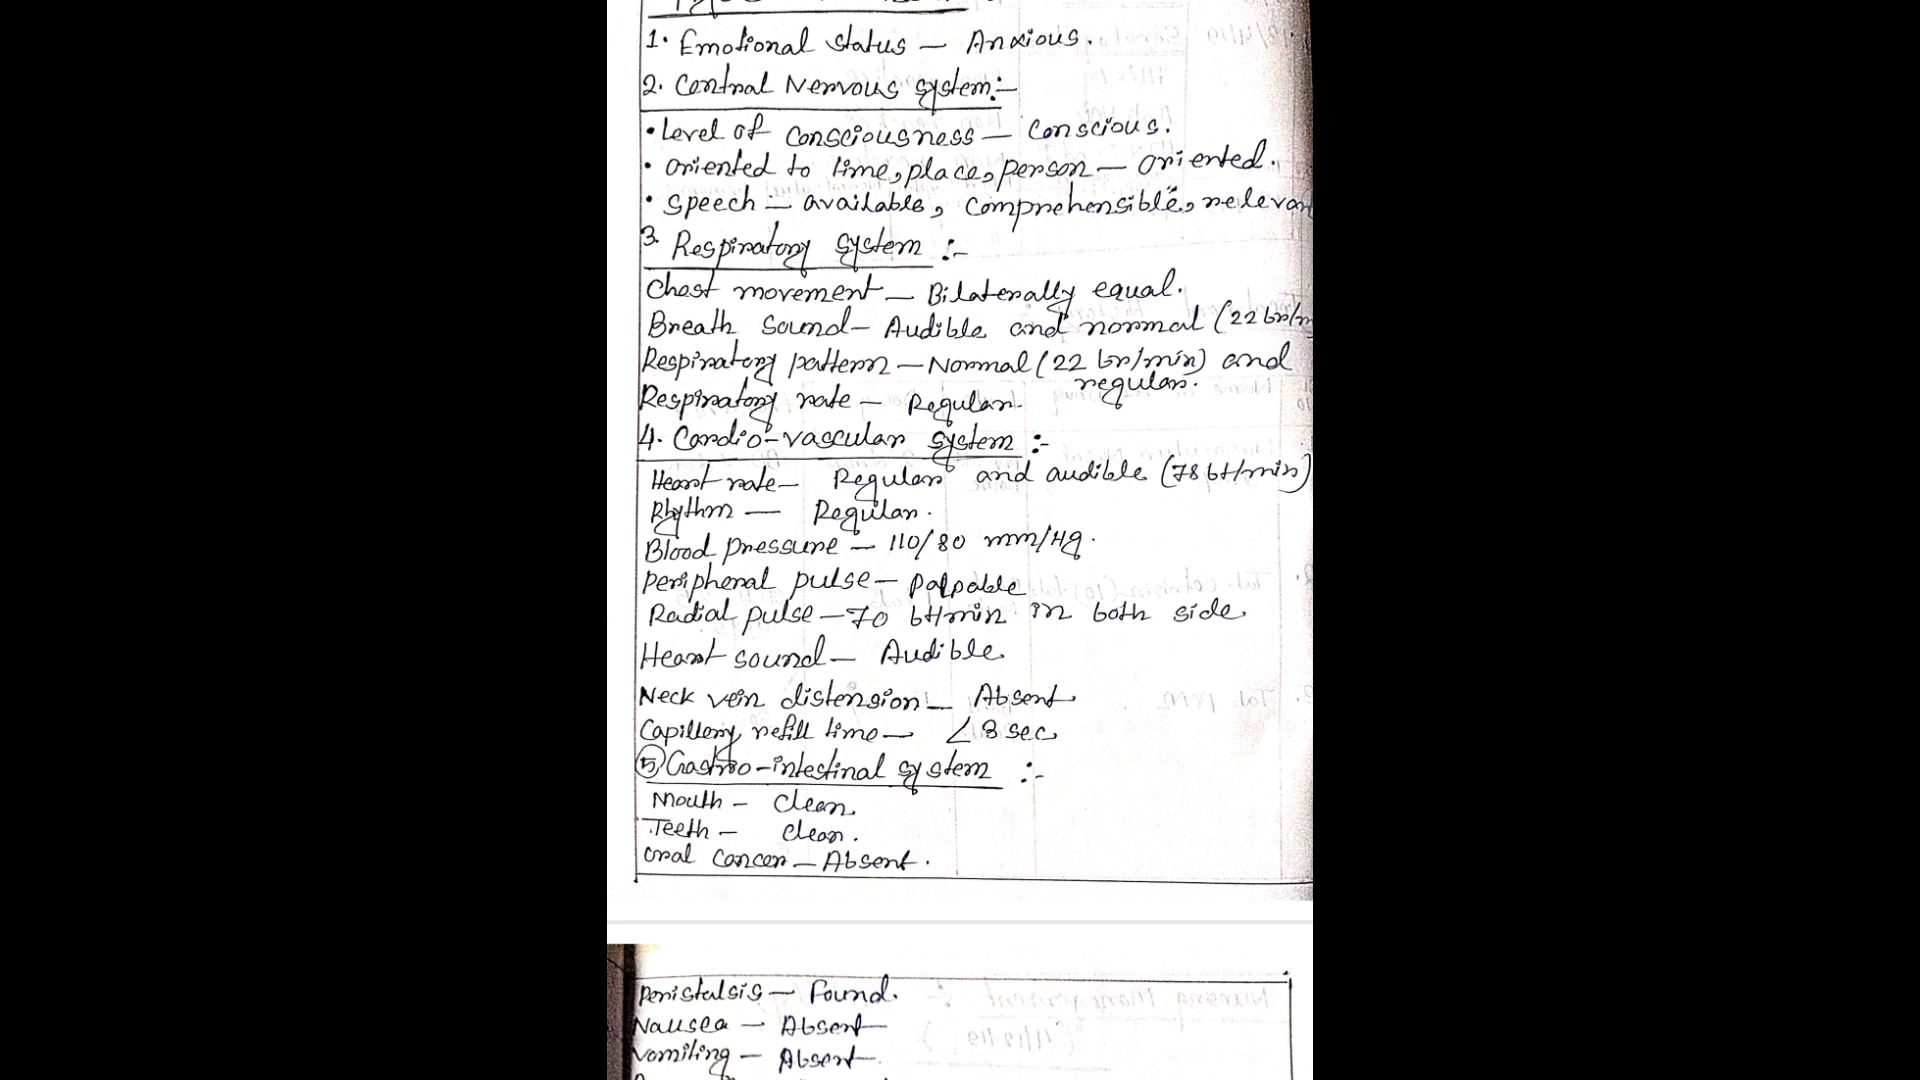 1. Emotional status – Anxious.
2. Central Nervous system:-
• Level of consciousness – Conscious.
• oriented to time, place, person – oriented.
• speech – available, comprehensible, relevan
3. Respiratory system :-
Chest movement – Bilaterally equal.
Breath sound – Audible and normal (22 br/m
Respiratory pattern – Normal (22 br/min) and
regular.
Respiratory rate – Regular.
4. Cardio-vascular system :-
Heart rate – Regular and audible (78 bt/min)
Rhythm – Regular.
Blood pressure – 110/80 mm/Hg.
peripheral pulse – palpable
Radial pulse – 70 bt/min in both side
Heart sound – Audible
Neck vein distension – Absent
Capillary refill time – <3 sec
5 Gastro-intestinal system :-
Mouth – clean
Teeth – clean.
oral cancer – Absent.
Peristalsis – Found.
Nausea – Absent
Vomiting – Absent